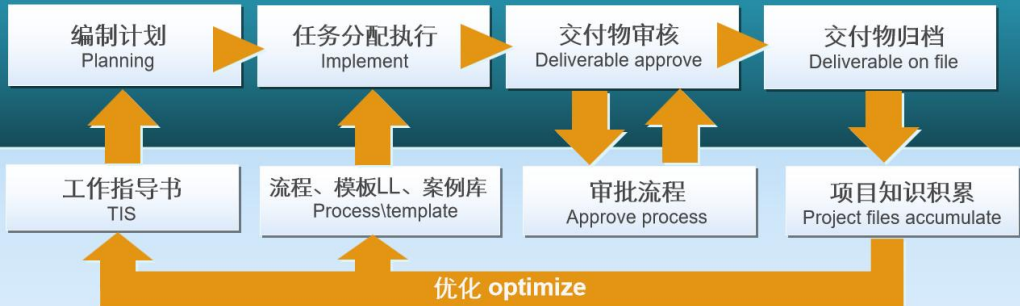 编制计划
Planning
任务分配执行
Implement
交付物审核
Deliverable approve
交付物归档
Deliverable on file
工作指导书
TIS
流程、模板LL、案例库
Process\template
审批流程
Approve process
项目知识积累
Project files accumulate
优化 optimize